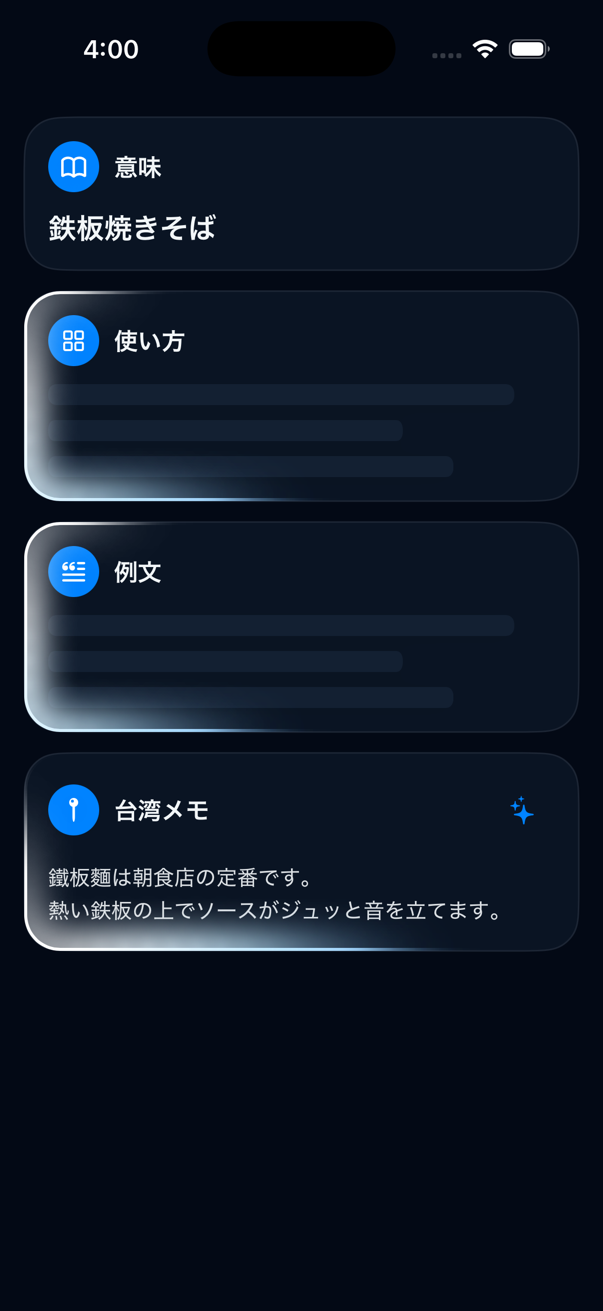 4:00
意味
鉄板焼きそば
使い方
例文
台湾メモ
鐵板麵は朝食店の定番です。
熱い鉄板の上でソースがジュッと音を立てます。